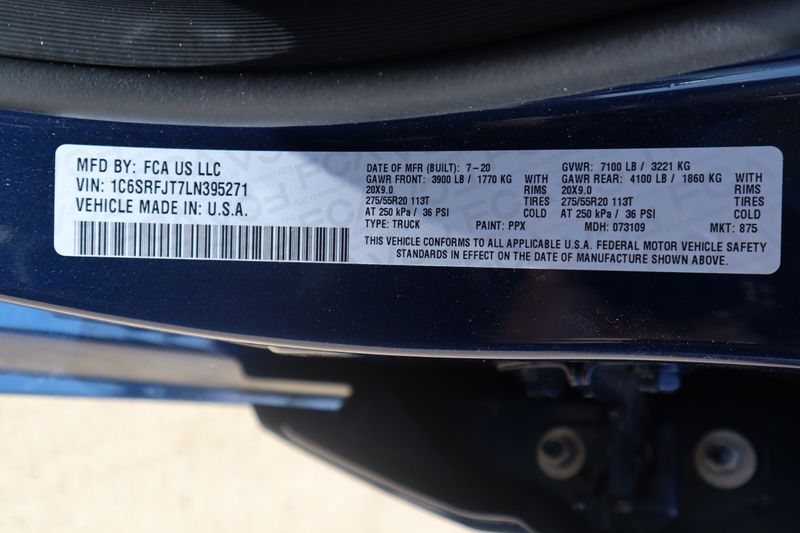 MFD BY: FCA US LLC
VIN: 1C6SRFJT7LN395271
VEHICLE MADE IN: U.S.A.
DATE OF MFR (BUILT): 7-20 GVWR: 7100 LB / 3221 KG
GAWR FRONT: 3900 LB / 1770 KG WITH GAWR REAR: 4100 LB / 1860 KG WITH
20X9.0 RIMS 20X9.0 RIMS
275/55R20 113T TIRES 275/55R20 113T TIRES
AT 250 kPa / 36 PSI COLD AT 250 kPa / 36 PSI COLD
TYPE: TRUCK PAINT: PPX MDH: 073109 MKT: 875
THIS VEHICLE CONFORMS TO ALL APPLICABLE U.S.A. FEDERAL MOTOR VEHICLE SAFETY
STANDARDS IN EFFECT ON THE DATE OF MANUFACTURE SHOWN ABOVE.